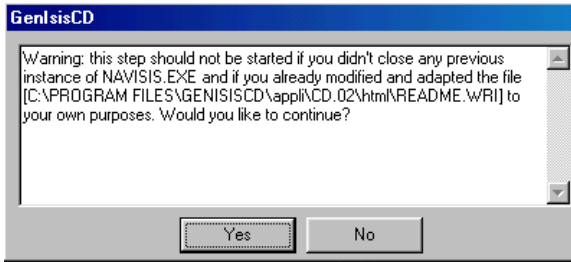 GenIsisCD
Warning: this step should not be started if you didn't close any previous
instance of NAVISIS.EXE and if you already modified and adapted the file
[C:\PROGRAM FILES\GENISISCD\appli\CD.02\html\README.WRI] to
your own purposes. Would you like to continue?
Yes
No